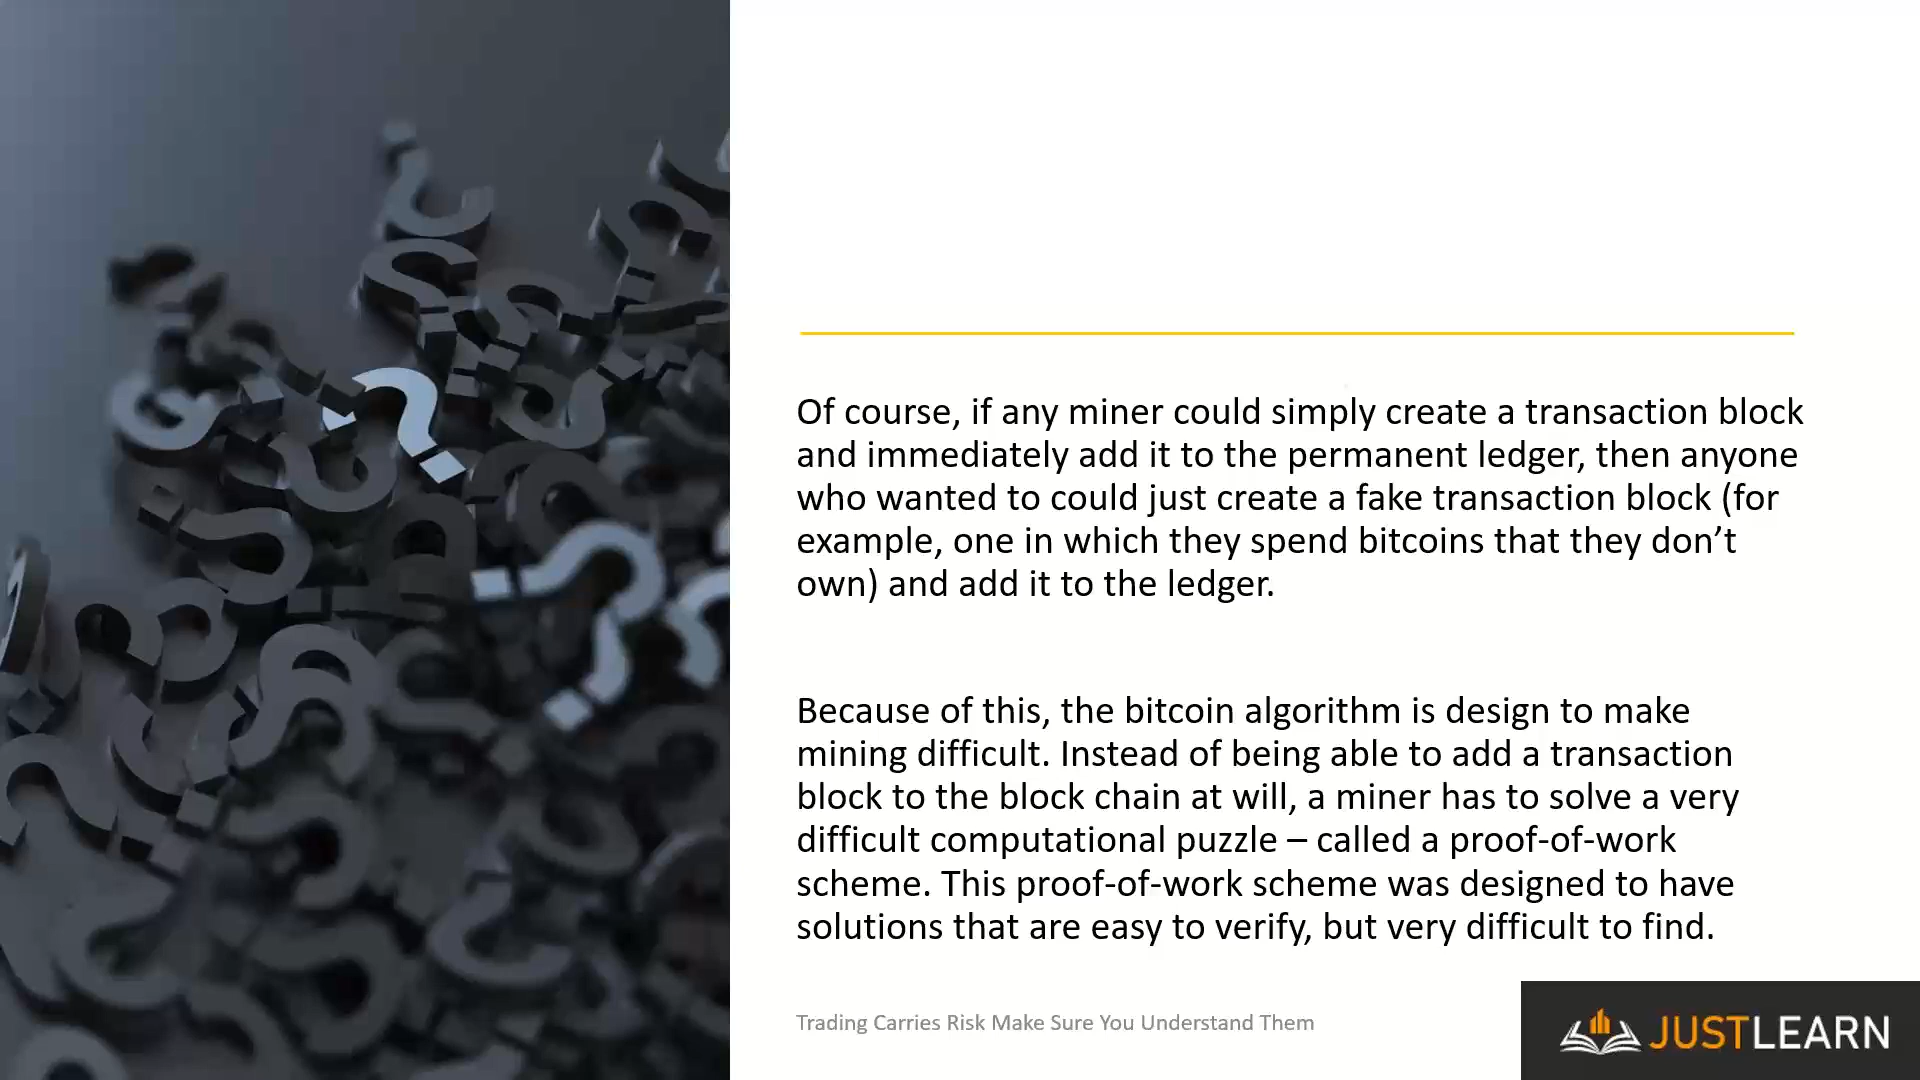 Of course, if any miner could simply create a transaction block
and immediately add it to the permanent ledger, then anyone
who wanted to could just create a fake transaction block (for
example, one in which they spend bitcoins that they don’t
own) and add it to the ledger.
Because of this, the bitcoin algorithm is design to make
mining difficult. Instead of being able to add a transaction
block to the block chain at will, a miner has to solve a very
difficult computational puzzle – called a proof-of-work
scheme. This proof-of-work scheme was designed to have
solutions that are easy to verify, but very difficult to find.
Trading Carries Risk Make Sure You Understand Them
JUSTLEARN